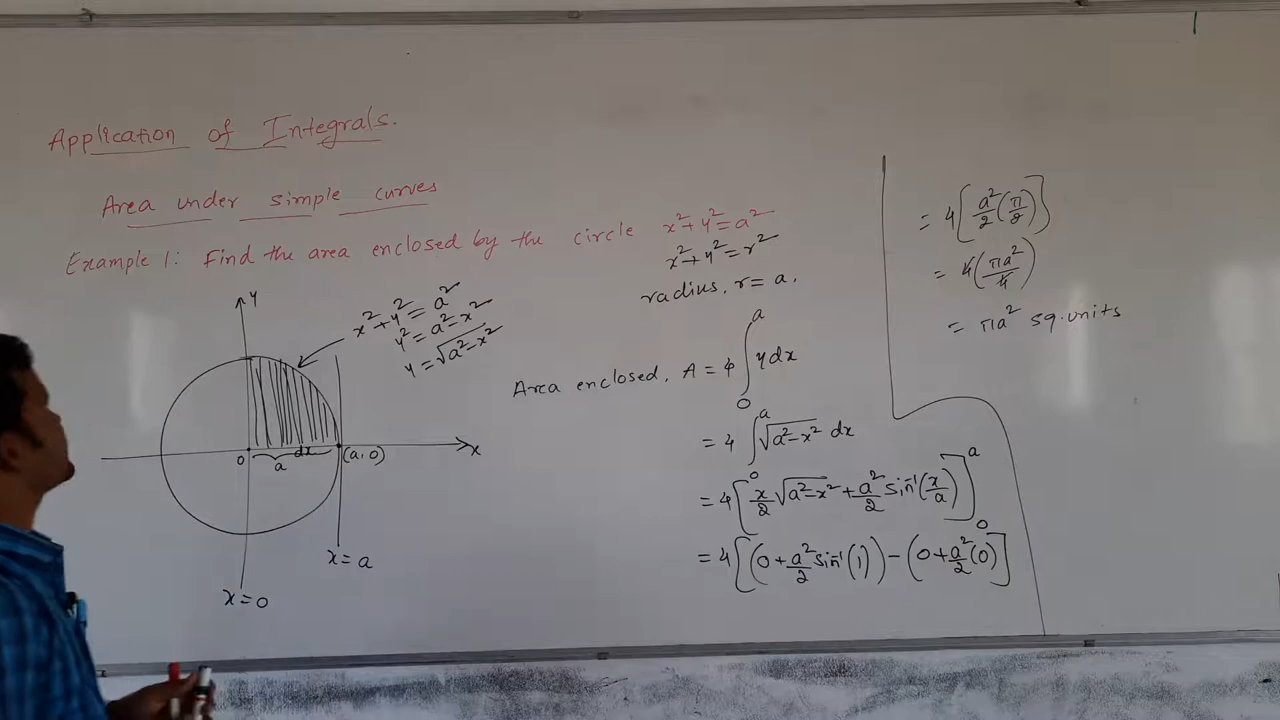 Application of Integrals.
Area under simple curves
Example 1: Find the area enclosed by the circle x²+y²=a²
x²+y²=r²
radius, r=a.
y
x²+y²=a²
y²=a²-x²
y=√a²-x²
0
a
dx
(a,0)
x
x=a
x=0
Area enclosed, A = 4 ∫₀ᵃ y dx
= 4 ∫₀ᵃ √a²-x² dx
= 4[x/2 √a²-x² + a²/2 sin⁻¹(x/a)]₀ᵃ
= 4[(0+a²/2 sin⁻¹(1))-(0+a²/2(0)]
= 4[a²/2(π/2)]
= 4(πa²/4)
= πa² sq.units